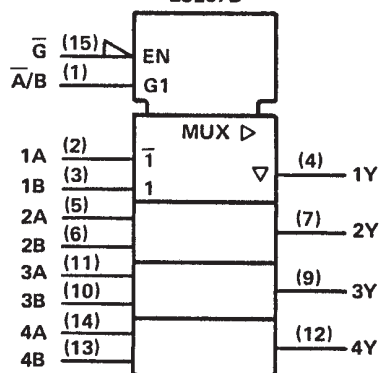 G̅ (15) EN
A̅/B (1) G1
MUX ▷
1A (2) 1̅
1B (3) 1 ▽ (4) 1Y
2A (5)
2B (6) (7) 2Y
3A (11)
3B (10) (9) 3Y
4A (14)
4B (13) (12) 4Y